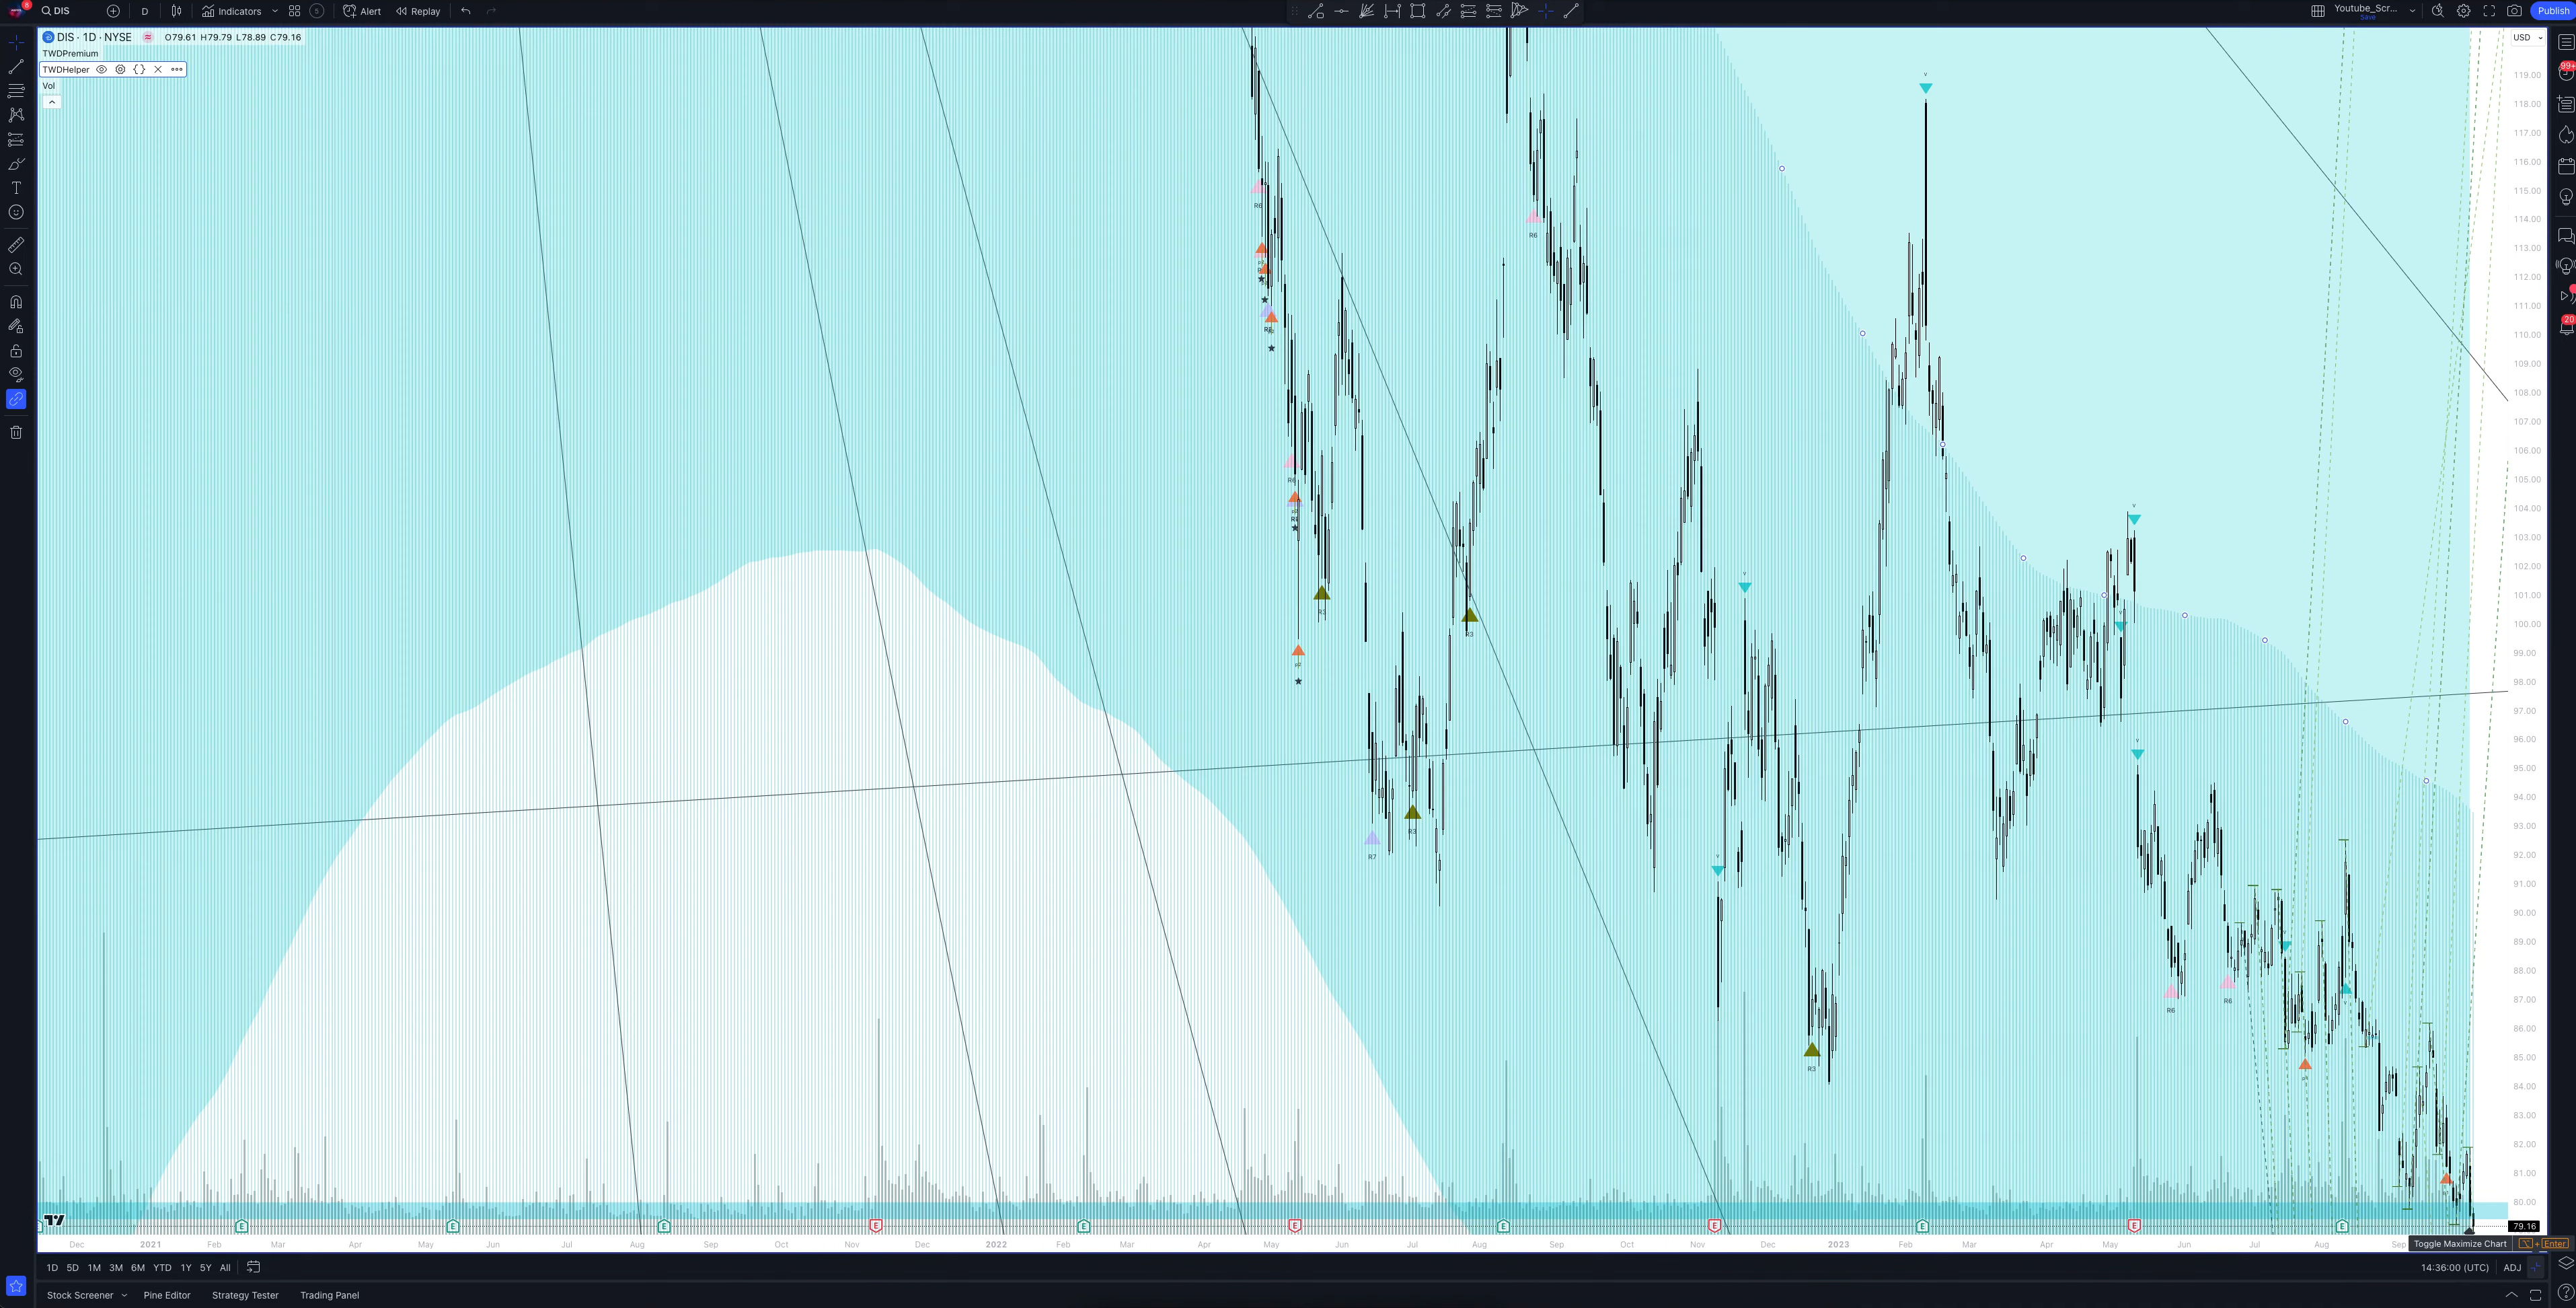 DIS D Indicators 5 Alert Replay Youtube_Scr... Save Publish
DIS · 1D · NYSE O79.61 H79.79 L78.89 C79.16
TWDPremium
TWDHelper
Vol
USD
99+
20
119.00
118.00
117.00
116.00
115.00
114.00
113.00
112.00
111.00
110.00
109.00
108.00
107.00
106.00
105.00
104.00
103.00
102.00
101.00
100.00
99.00
98.00
97.00
96.00
95.00
94.00
93.00
92.00
91.00
90.00
89.00
88.00
87.00
86.00
85.00
84.00
83.00
82.00
81.00
80.00
79.16
v
R6
R6
R6
v
v
v
v
R3
R7
R3
v
R3
R6
R6
E E E E E E E E E E E
Dec 2021 Feb Mar Apr May Jun Jul Aug Sep Oct Nov Dec 2022 Feb Mar Apr May Jun Jul Aug Sep Oct Nov Dec 2023 Feb Mar Apr May Jun Jul Aug Sep
Toggle Maximize Chart + Enter
1D 5D 1M 3M 6M YTD 1Y 5Y All 14:36:00 (UTC) ADJ
Stock Screener Pine Editor Strategy Tester Trading Panel